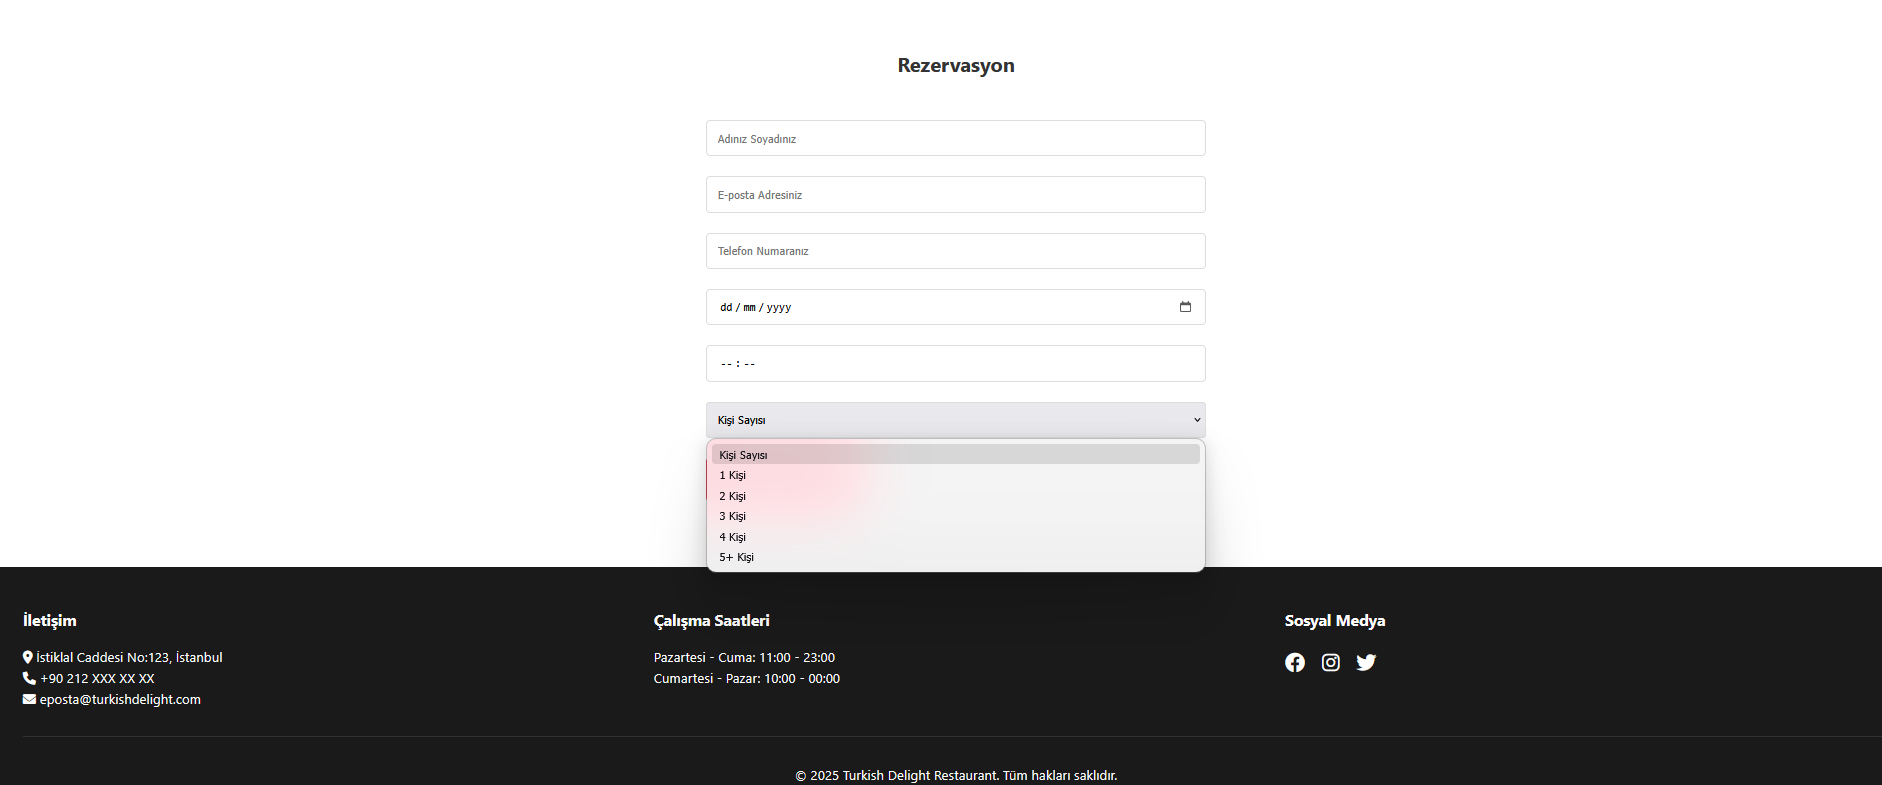 Rezervasyon
Adınız Soyadınız
E-posta Adresiniz
Telefon Numaranız
dd / mm / yyyy
-- : --
Kişi Sayısı
Kişi Sayısı
1 Kişi
2 Kişi
3 Kişi
4 Kişi
5+ Kişi
İletişim
İstiklal Caddesi No:123, İstanbul
+90 212 XXX XX XX
eposta@turkishdelight.com
Çalışma Saatleri
Pazartesi - Cuma: 11:00 - 23:00
Cumartesi - Pazar: 10:00 - 00:00
Sosyal Medya
© 2025 Turkish Delight Restaurant. Tüm hakları saklıdır.